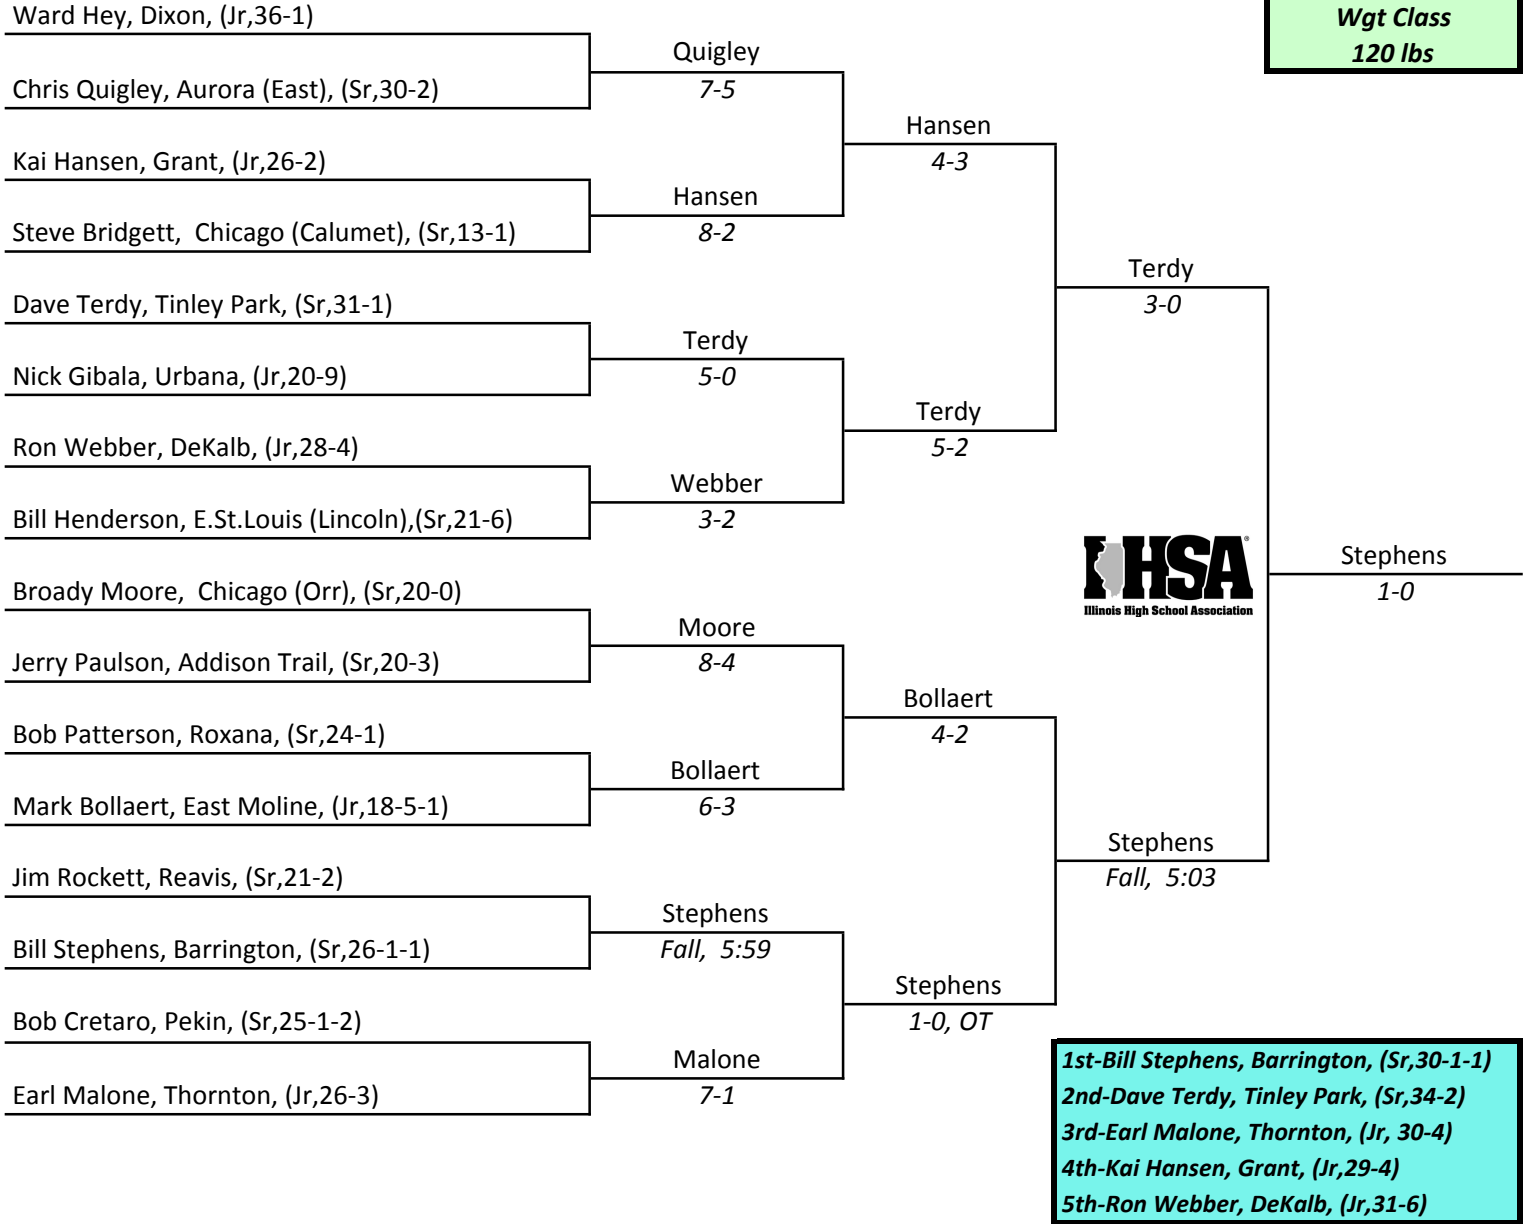 Ward Hey, Dixon, (Jr,36-1)
Wgt Class
120 lbs
Quigley
7-5
Chris Quigley, Aurora (East), (Sr,30-2)
Hansen
4-3
Kai Hansen, Grant, (Jr,26-2)
Hansen
8-2
Steve Bridgett, Chicago (Calumet), (Sr,13-1)
Terdy
3-0
Dave Terdy, Tinley Park, (Sr,31-1)
Terdy
5-0
Nick Gibala, Urbana, (Jr,20-9)
Terdy
5-2
Ron Webber, DeKalb, (Jr,28-4)
Webber
3-2
Bill Henderson, E.St.Louis (Lincoln),(Sr,21-6)
IHSA®
Illinois High School Association
Stephens
1-0
Broady Moore, Chicago (Orr), (Sr,20-0)
Moore
8-4
Jerry Paulson, Addison Trail, (Sr,20-3)
Bollaert
4-2
Bob Patterson, Roxana, (Sr,24-1)
Bollaert
6-3
Mark Bollaert, East Moline, (Jr,18-5-1)
Stephens
Fall, 5:03
Jim Rockett, Reavis, (Sr,21-2)
Stephens
Fall, 5:59
Bill Stephens, Barrington, (Sr,26-1-1)
Stephens
1-0, OT
Bob Cretaro, Pekin, (Sr,25-1-2)
Malone
7-1
Earl Malone, Thornton, (Jr,26-3)
1st-Bill Stephens, Barrington, (Sr,30-1-1)
2nd-Dave Terdy, Tinley Park, (Sr,34-2)
3rd-Earl Malone, Thornton, (Jr, 30-4)
4th-Kai Hansen, Grant, (Jr,29-4)
5th-Ron Webber, DeKalb, (Jr,31-6)